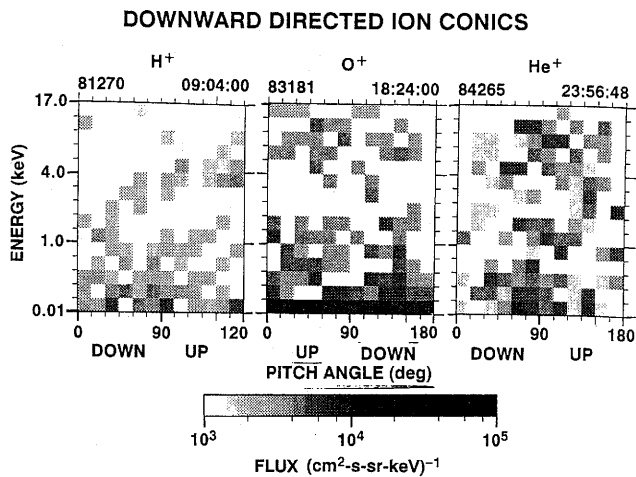 DOWNWARD DIRECTED ION CONICS
H+ O+ He+
81270 09:04:00 83181 18:24:00 84265 23:56:48
17.0
4.0
ENERGY (keV)
1.0
0.01
0 90 120 0 90 180 0 90 180
DOWN UP UP DOWN DOWN UP
PITCH ANGLE (deg)
10³ 10⁴ 10⁵
FLUX (cm²-s-sr-keV)⁻¹